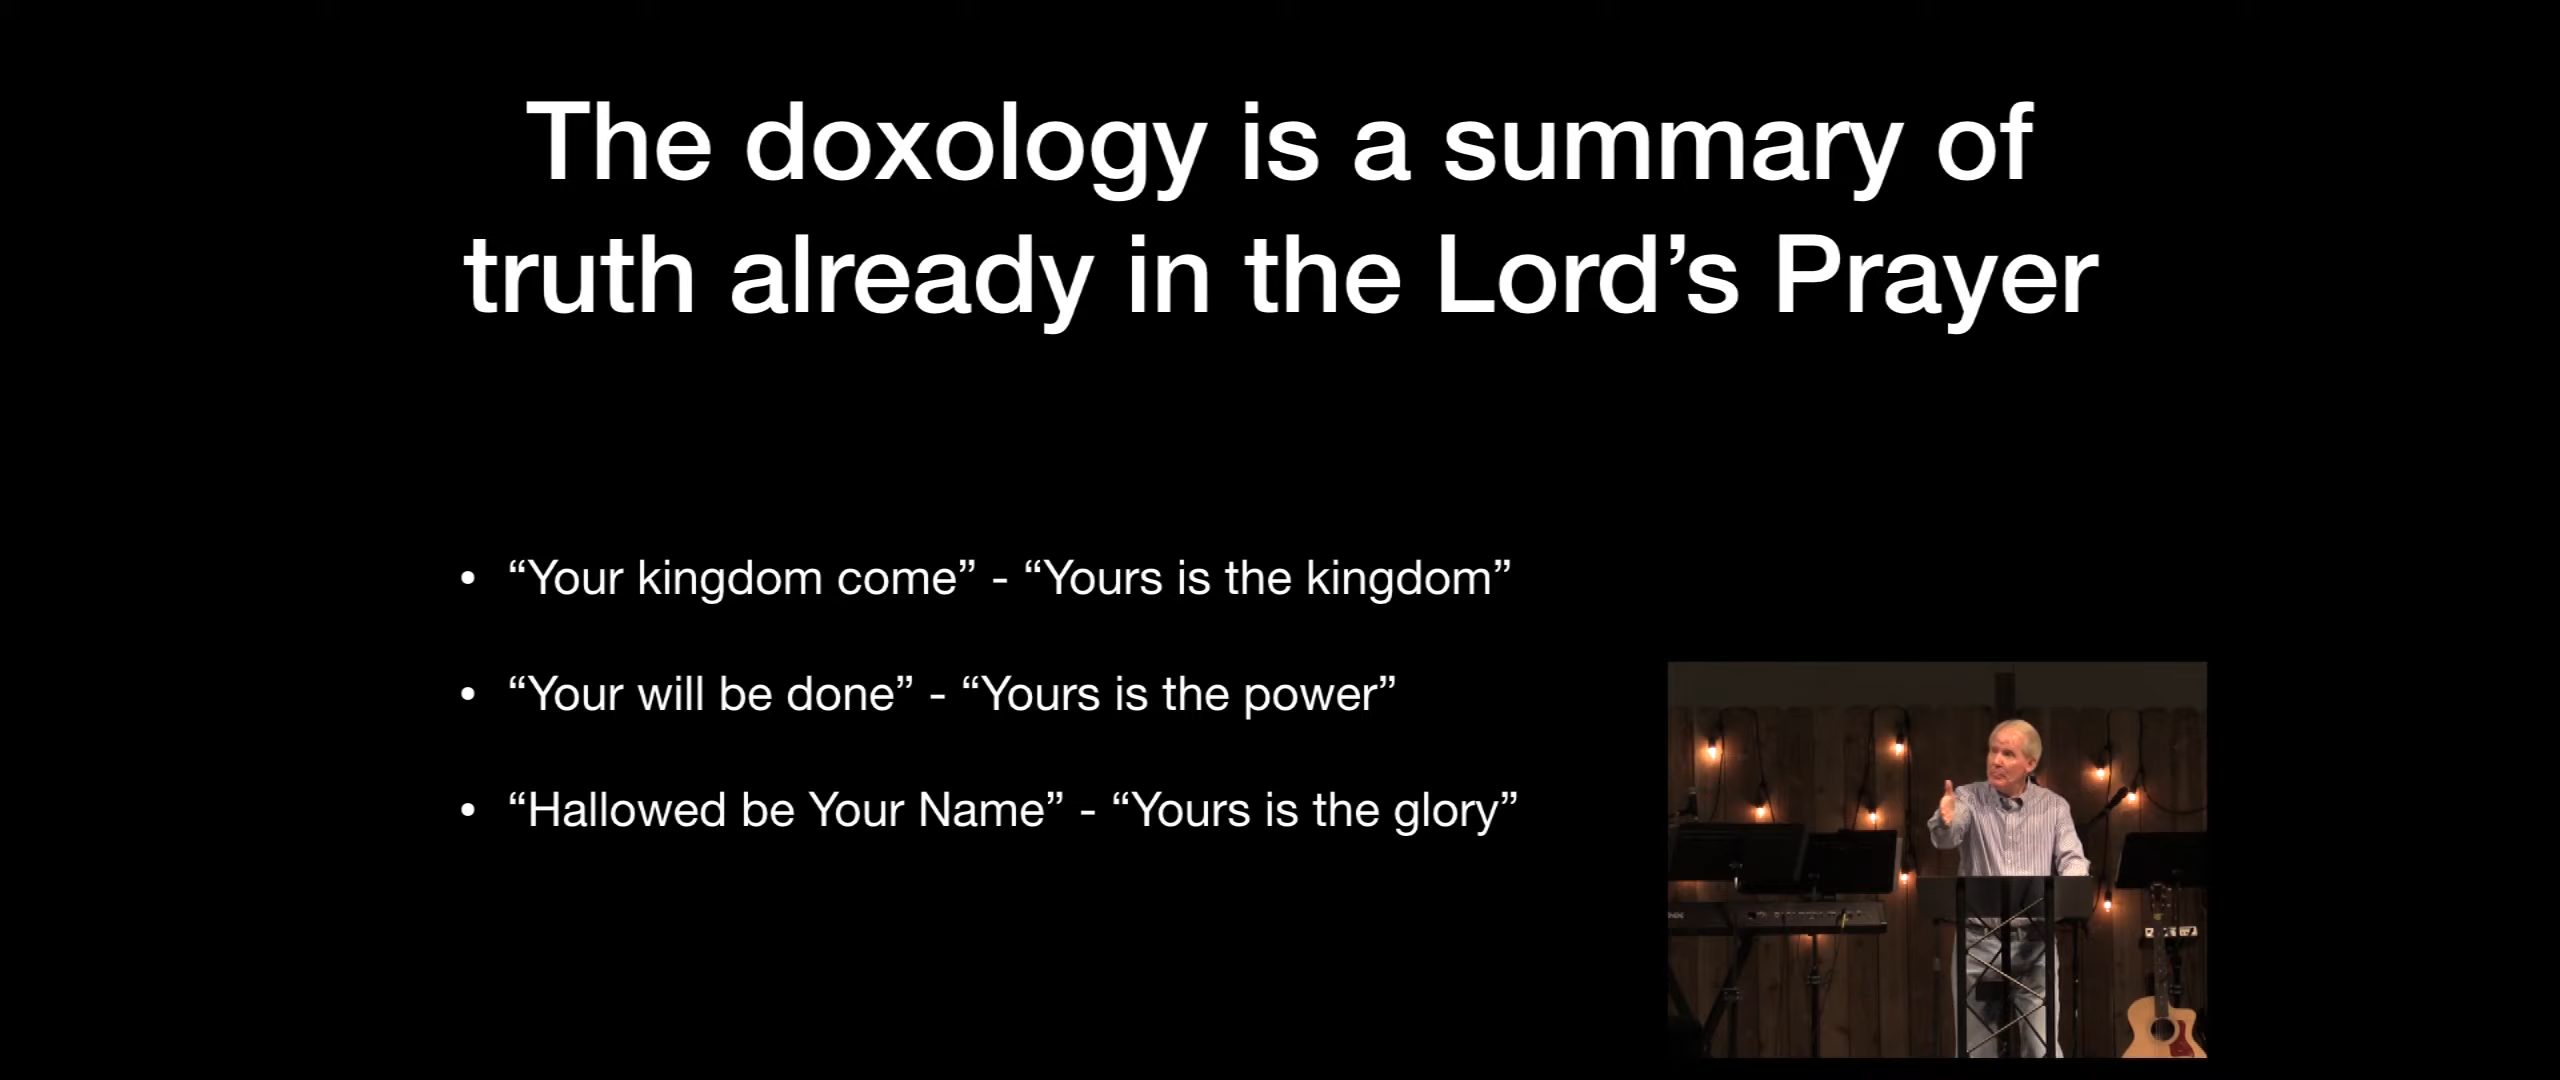 The doxology is a summary of
truth already in the Lord’s Prayer
• “Your kingdom come” - “Yours is the kingdom”
• “Your will be done” - “Yours is the power”
• “Hallowed be Your Name” - “Yours is the glory”